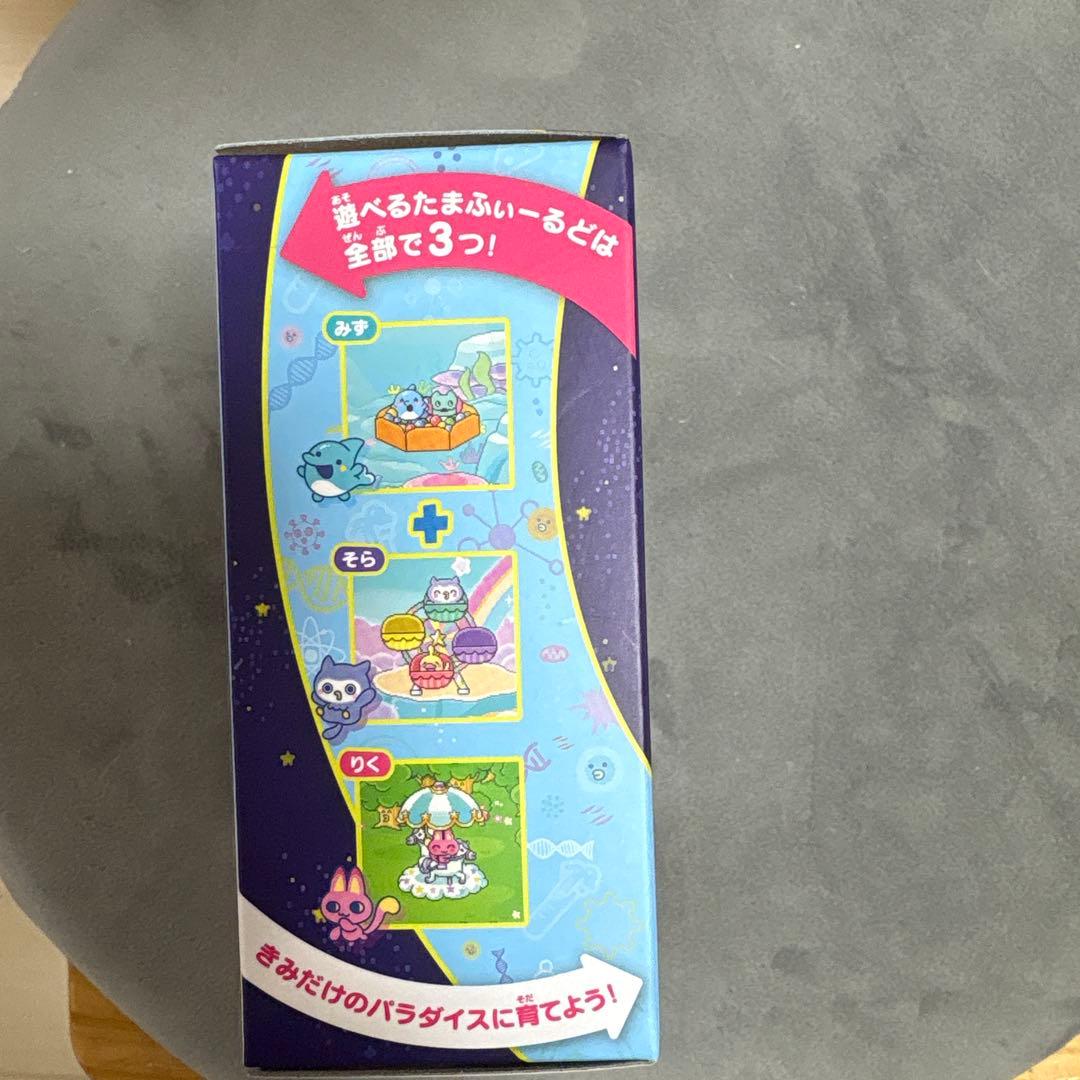 遊べるたまふぃーるどは
全部で3つ!
みず
そら
りく
きみだけのパラダイスに育てよう!